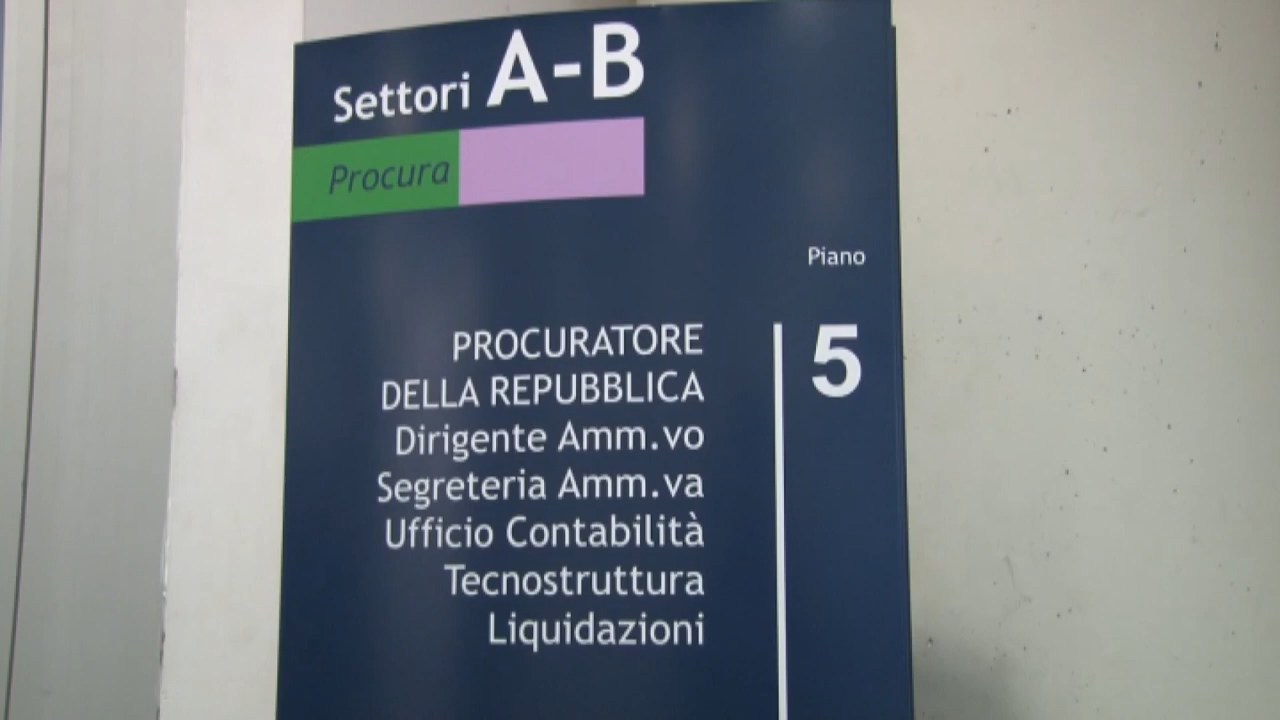 Settori A-B
Procura
Piano
PROCURATORE 5
DELLA REPUBBLICA
Dirigente Amm.vo
Segreteria Amm.va
Ufficio Contabilità
Tecnostruttura
Liquidazioni